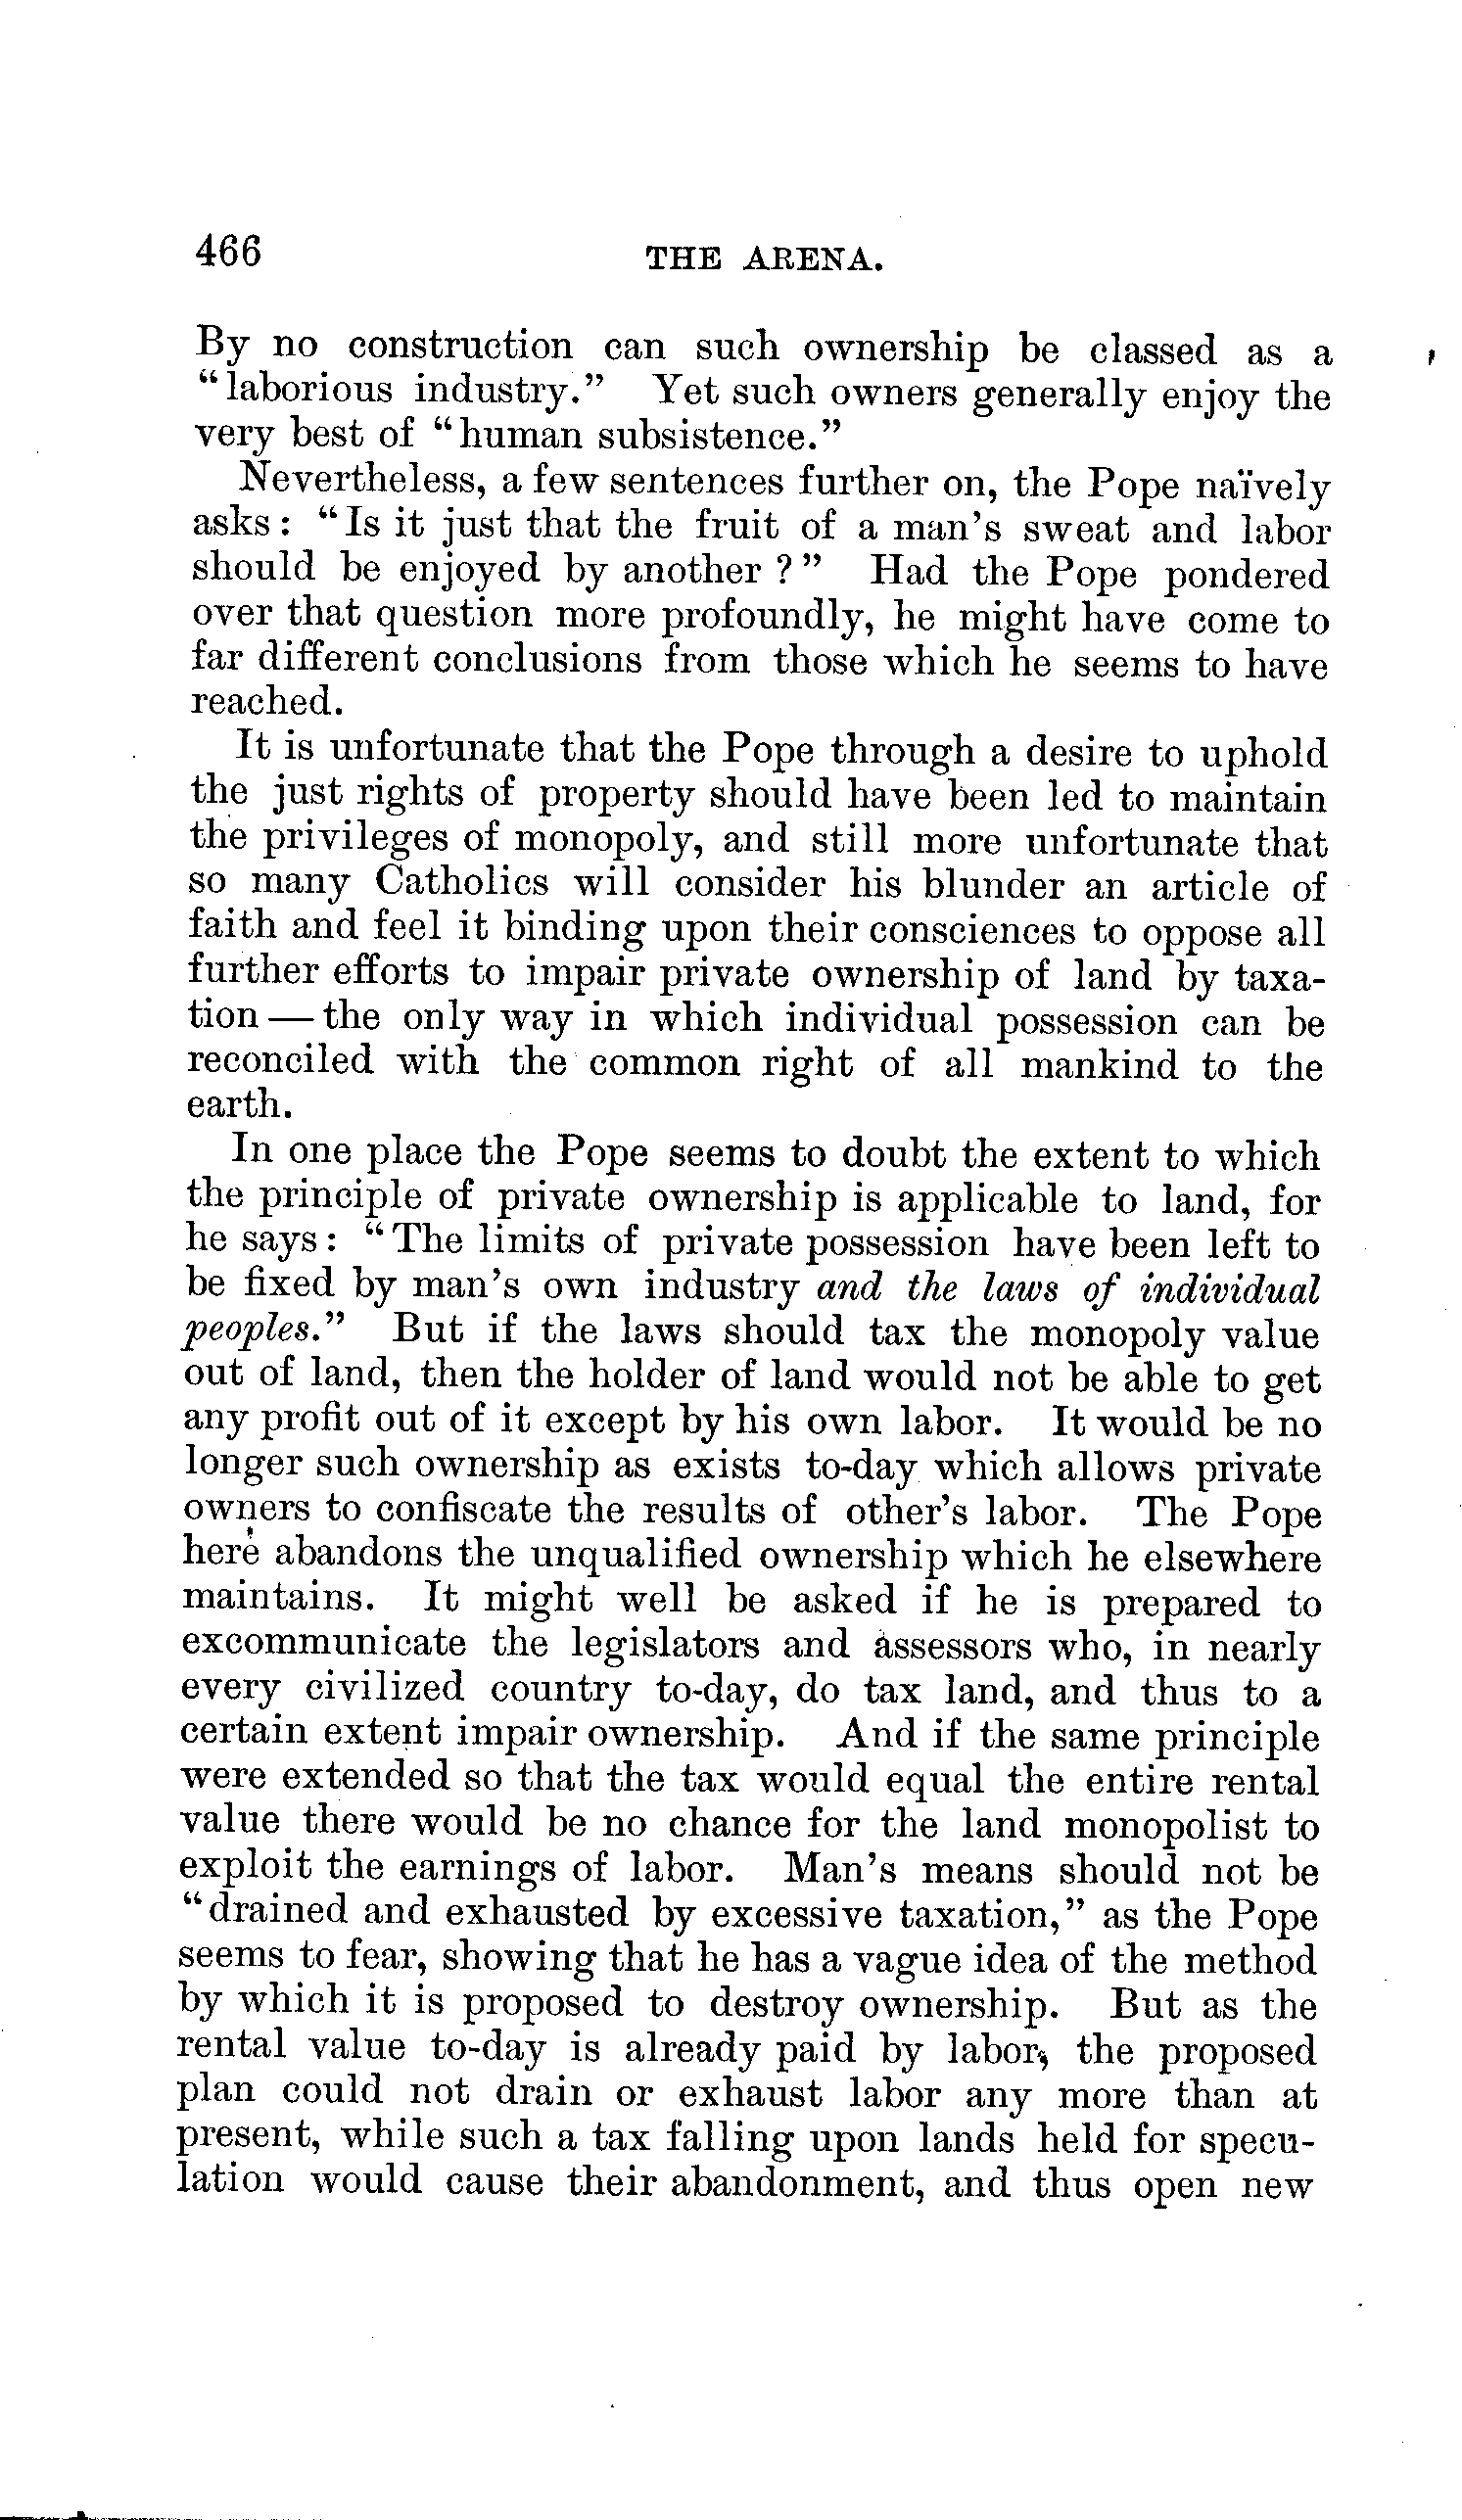 466
THE ARENA.
By no construction can such ownership be classed as a
"laborious industry." Yet such owners generally enjoy the
very best of "human subsistence."
Nevertheless, a few sentences further on, the Pope naïvely
asks: "Is it just that the fruit of a man's sweat and labor
should be enjoyed by another ?" Had the Pope pondered
over that question more profoundly, he might have come to
far different conclusions from those which he seems to have
reached.
It is unfortunate that the Pope through a desire to uphold
the just rights of property should have been led to maintain
the privileges of monopoly, and still more unfortunate that
so many Catholics will consider his blunder an article of
faith and feel it binding upon their consciences to oppose all
further efforts to impair private ownership of land by taxa-
tion — the only way in which individual possession can be
reconciled with the common right of all mankind to the
earth.
In one place the Pope seems to doubt the extent to which
the principle of private ownership is applicable to land, for
he says: "The limits of private possession have been left to
be fixed by man's own industry and the laws of individual
peoples." But if the laws should tax the monopoly value
out of land, then the holder of land would not be able to get
any profit out of it except by his own labor. It would be no
longer such ownership as exists to-day which allows private
owners to confiscate the results of other's labor. The Pope
here abandons the unqualified ownership which he elsewhere
maintains. It might well be asked if he is prepared to
excommunicate the legislators and assessors who, in nearly
every civilized country to-day, do tax land, and thus to a
certain extent impair ownership. And if the same principle
were extended so that the tax would equal the entire rental
value there would be no chance for the land monopolist to
exploit the earnings of labor. Man's means should not be
"drained and exhausted by excessive taxation," as the Pope
seems to fear, showing that he has a vague idea of the method
by which it is proposed to destroy ownership. But as the
rental value to-day is already paid by labor, the proposed
plan could not drain or exhaust labor any more than at
present, while such a tax falling upon lands held for specu-
lation would cause their abandonment, and thus open new